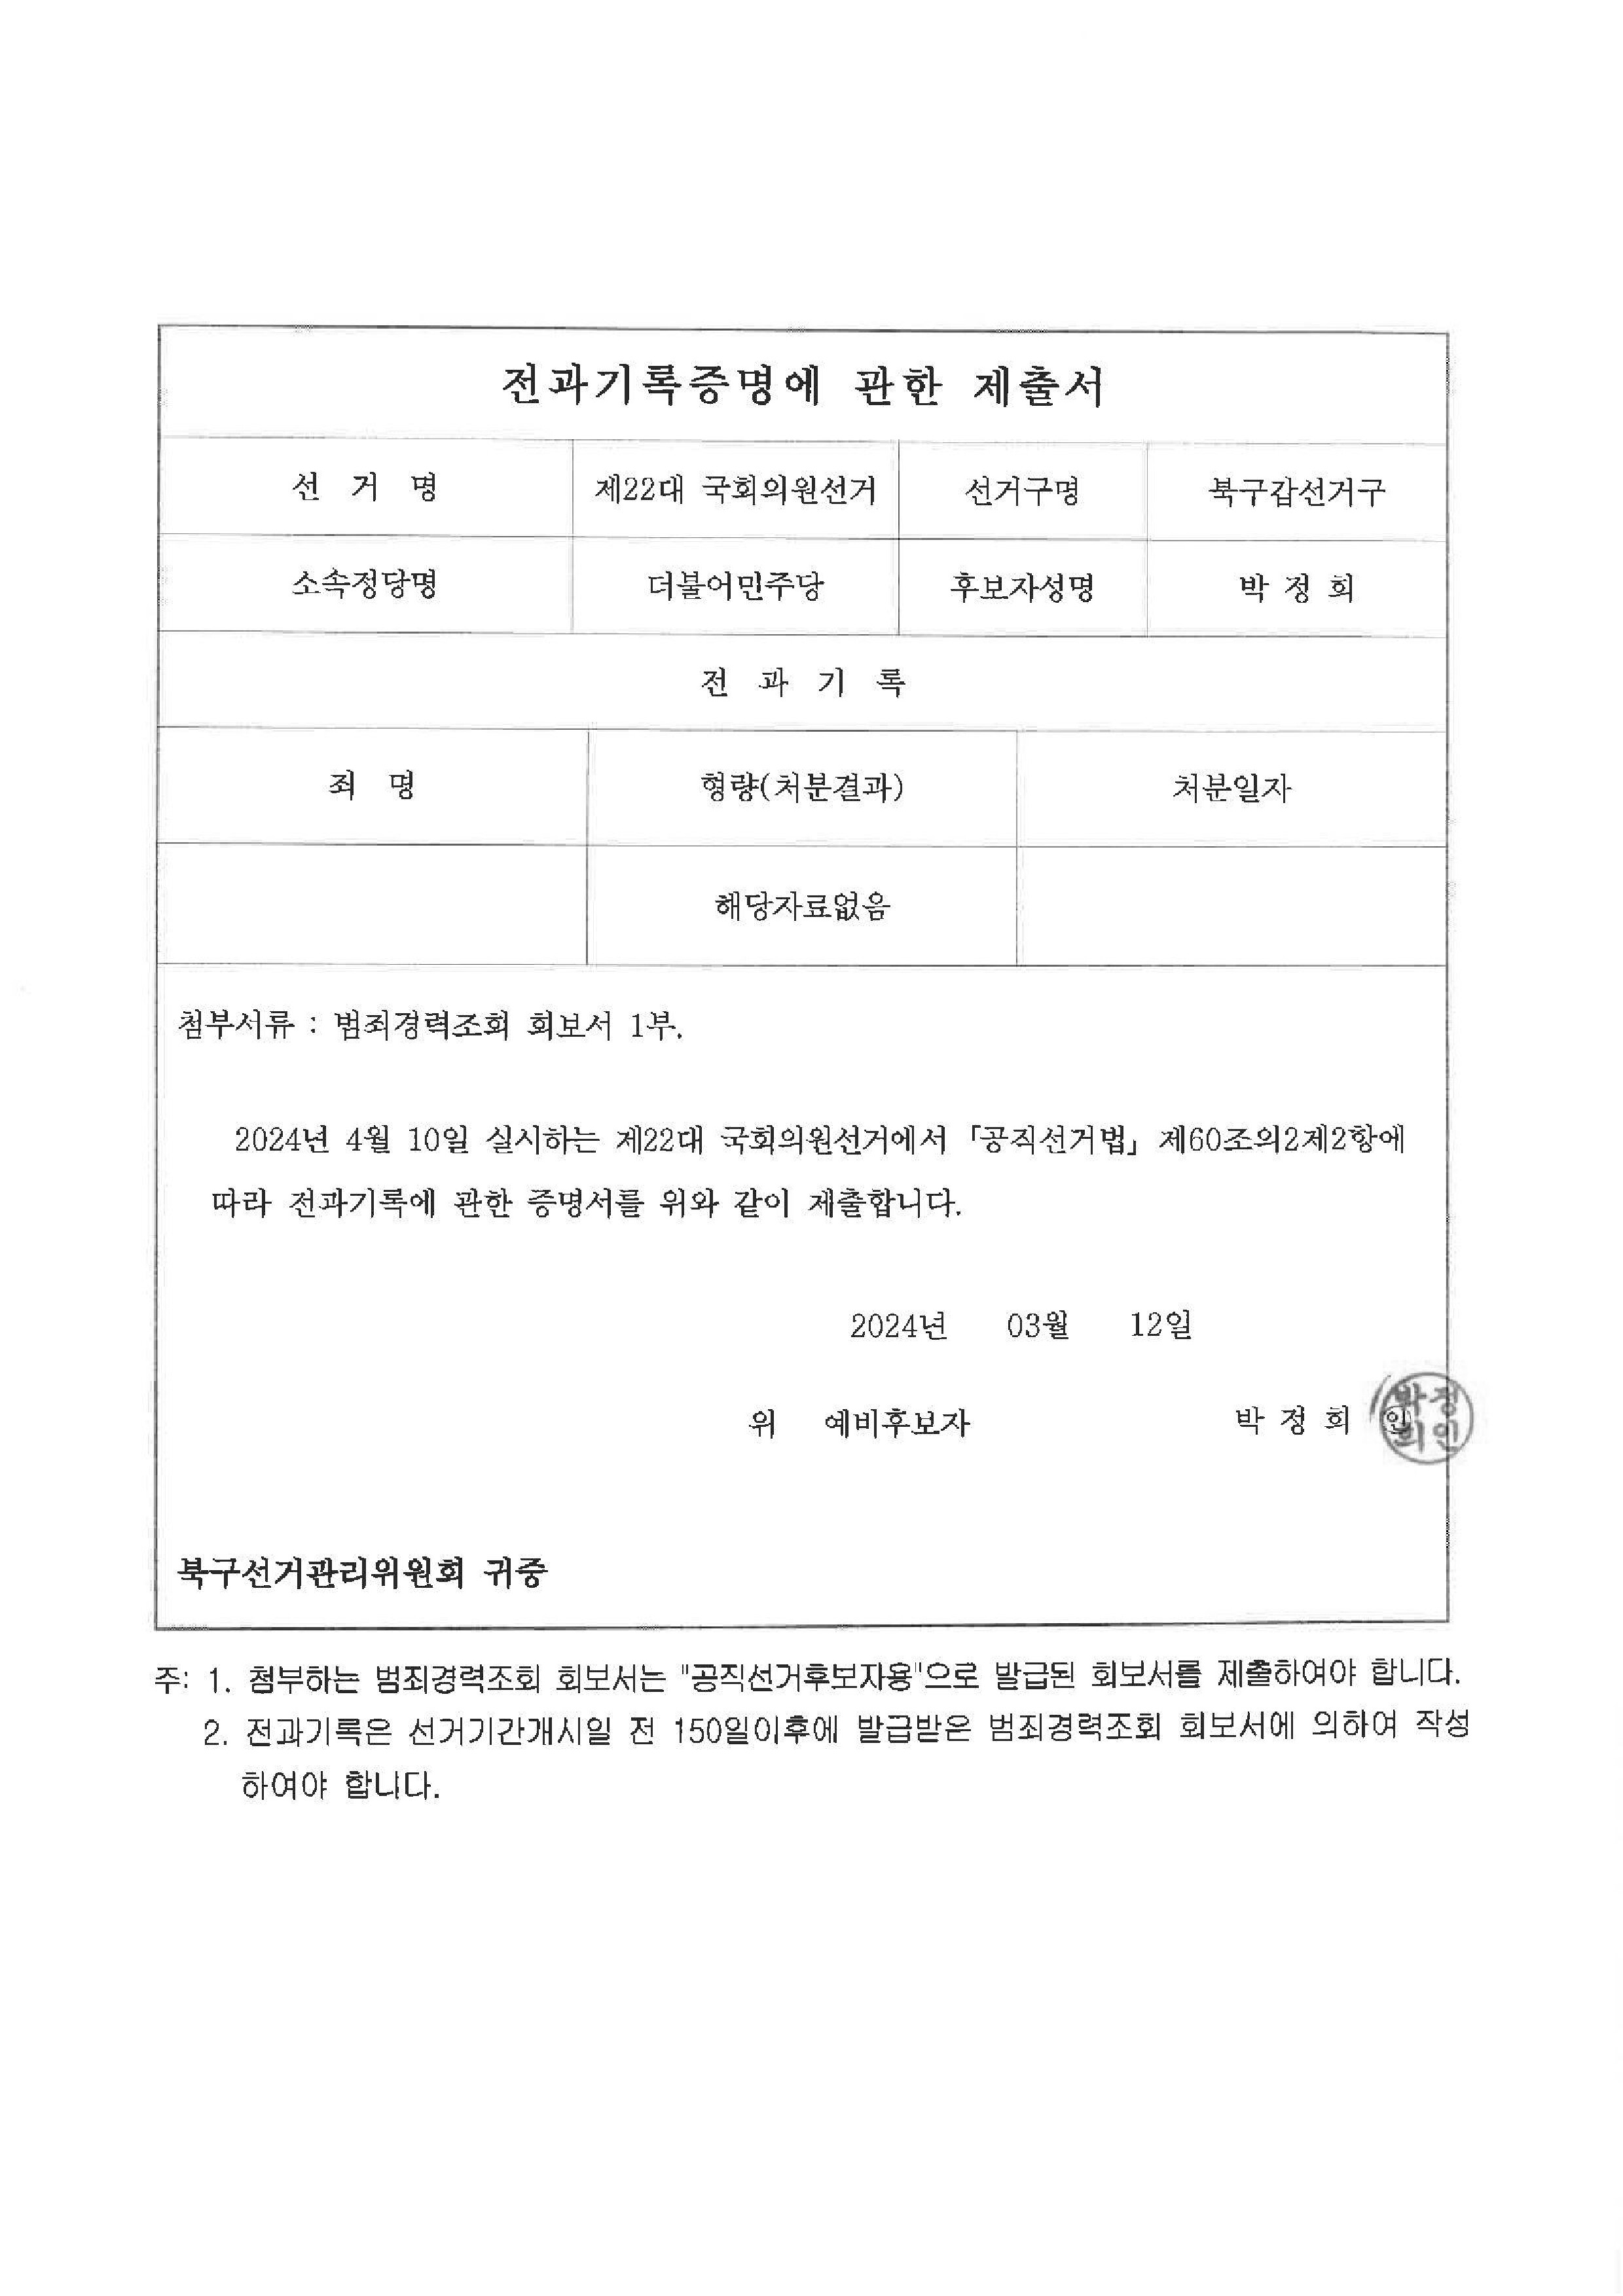 전과기록증명에 관한 제출서
선 거 명 제22대 국회의원선거 선거구명 북구갑선거구
소속정당명 더불어민주당 후보자성명 박 정 희
전 과 기 록
죄 명 형량(처분결과) 처분일자
해당자료없음
첨부서류 : 범죄경력조회 회보서 1부.
2024년 4월 10일 실시하는 제22대 국회의원선거에서 「공직선거법」 제60조의2제2항에
따라 전과기록에 관한 증명서를 위와 같이 제출합니다.
2024년 03월 12일
위 예비후보자 박 정 희 인
박정
희인
북구선거관리위원회 귀중
주: 1. 첨부하는 범죄경력조회 회보서는 "공직선거후보자용"으로 발급된 회보서를 제출하여야 합니다.
2. 전과기록은 선거기간개시일 전 150일이후에 발급받은 범죄경력조회 회보서에 의하여 작성
하여야 합니다.